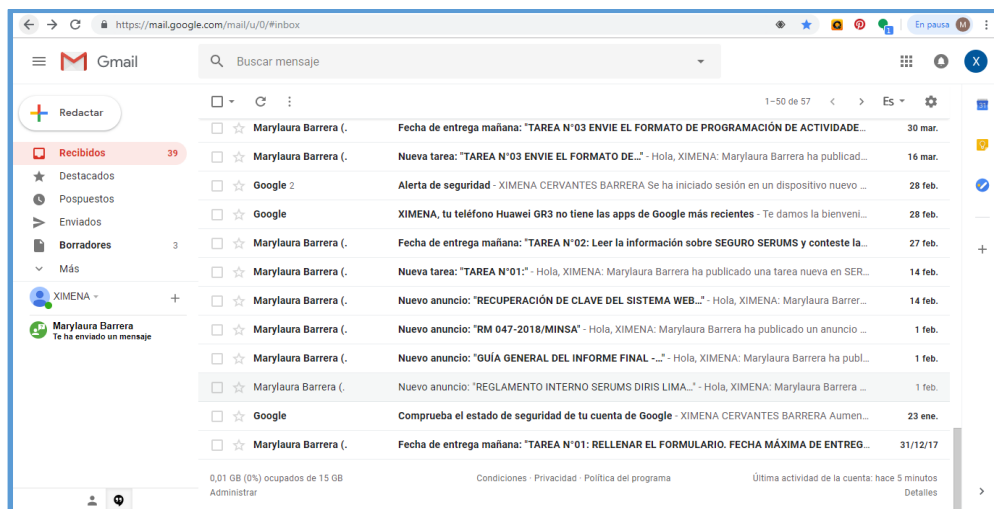 https://mail.google.com/mail/u/0/#inbox
1
En pausa M
Gmail
Buscar mensaje
X
Redactar
1–50 de 57
Es
31
Marylaura Barrera (. Fecha de entrega mañana: "TAREA N°03 ENVIE EL FORMATO DE PROGRAMACIÓN DE ACTIVIDADE... 30 mar.
Recibidos 39
Marylaura Barrera (. Nueva tarea: "TAREA N°03 ENVIE EL FORMATO DE..." - Hola, XIMENA: Marylaura Barrera ha publicad... 16 mar.
Destacados
Google 2 Alerta de seguridad - XIMENA CERVANTES BARRERA Se ha iniciado sesión en un dispositivo nuevo ... 28 feb.
Pospuestos
Google XIMENA, tu teléfono Huawei GR3 no tiene las apps de Google más recientes - Te damos la bienveni... 28 feb.
Enviados
Marylaura Barrera (. Fecha de entrega mañana: "TAREA N°02: Leer la información sobre SEGURO SERUMS y conteste la... 27 feb.
Borradores 3
Más
Marylaura Barrera (. Nueva tarea: "TAREA N°01:" - Hola, XIMENA: Marylaura Barrera ha publicado una tarea nueva en SER... 14 feb.
XIMENA
Marylaura Barrera (. Nuevo anuncio: "RECUPERACIÓN DE CLAVE DEL SISTEMA WEB..." - Hola, XIMENA: Marylaura Barrer... 14 feb.
Marylaura Barrera
Te ha enviado un mensaje
Marylaura Barrera (. Nuevo anuncio: "RM 047-2018/MINSA" - Hola, XIMENA: Marylaura Barrera ha publicado un anuncio ... 1 feb.
Marylaura Barrera (. Nuevo anuncio: "GUÍA GENERAL DEL INFORME FINAL -..." - Hola, XIMENA: Marylaura Barrera ha publ... 1 feb.
Marylaura Barrera (. Nuevo anuncio: "REGLAMENTO INTERNO SERUMS DIRIS LIMA..." - Hola, XIMENA: Marylaura Barrera ... 1 feb.
Google Comprueba el estado de seguridad de tu cuenta de Google - XIMENA CERVANTES BARRERA Aumen... 23 ene.
Marylaura Barrera (. Fecha de entrega mañana: "TAREA N°01: RELLENAR EL FORMULARIO. FECHA MÁXIMA DE ENTREG... 31/12/17
0,01 GB (0%) ocupados de 15 GB
Administrar
Condiciones · Privacidad · Política del programa
Última actividad de la cuenta: hace 5 minutos
Detalles